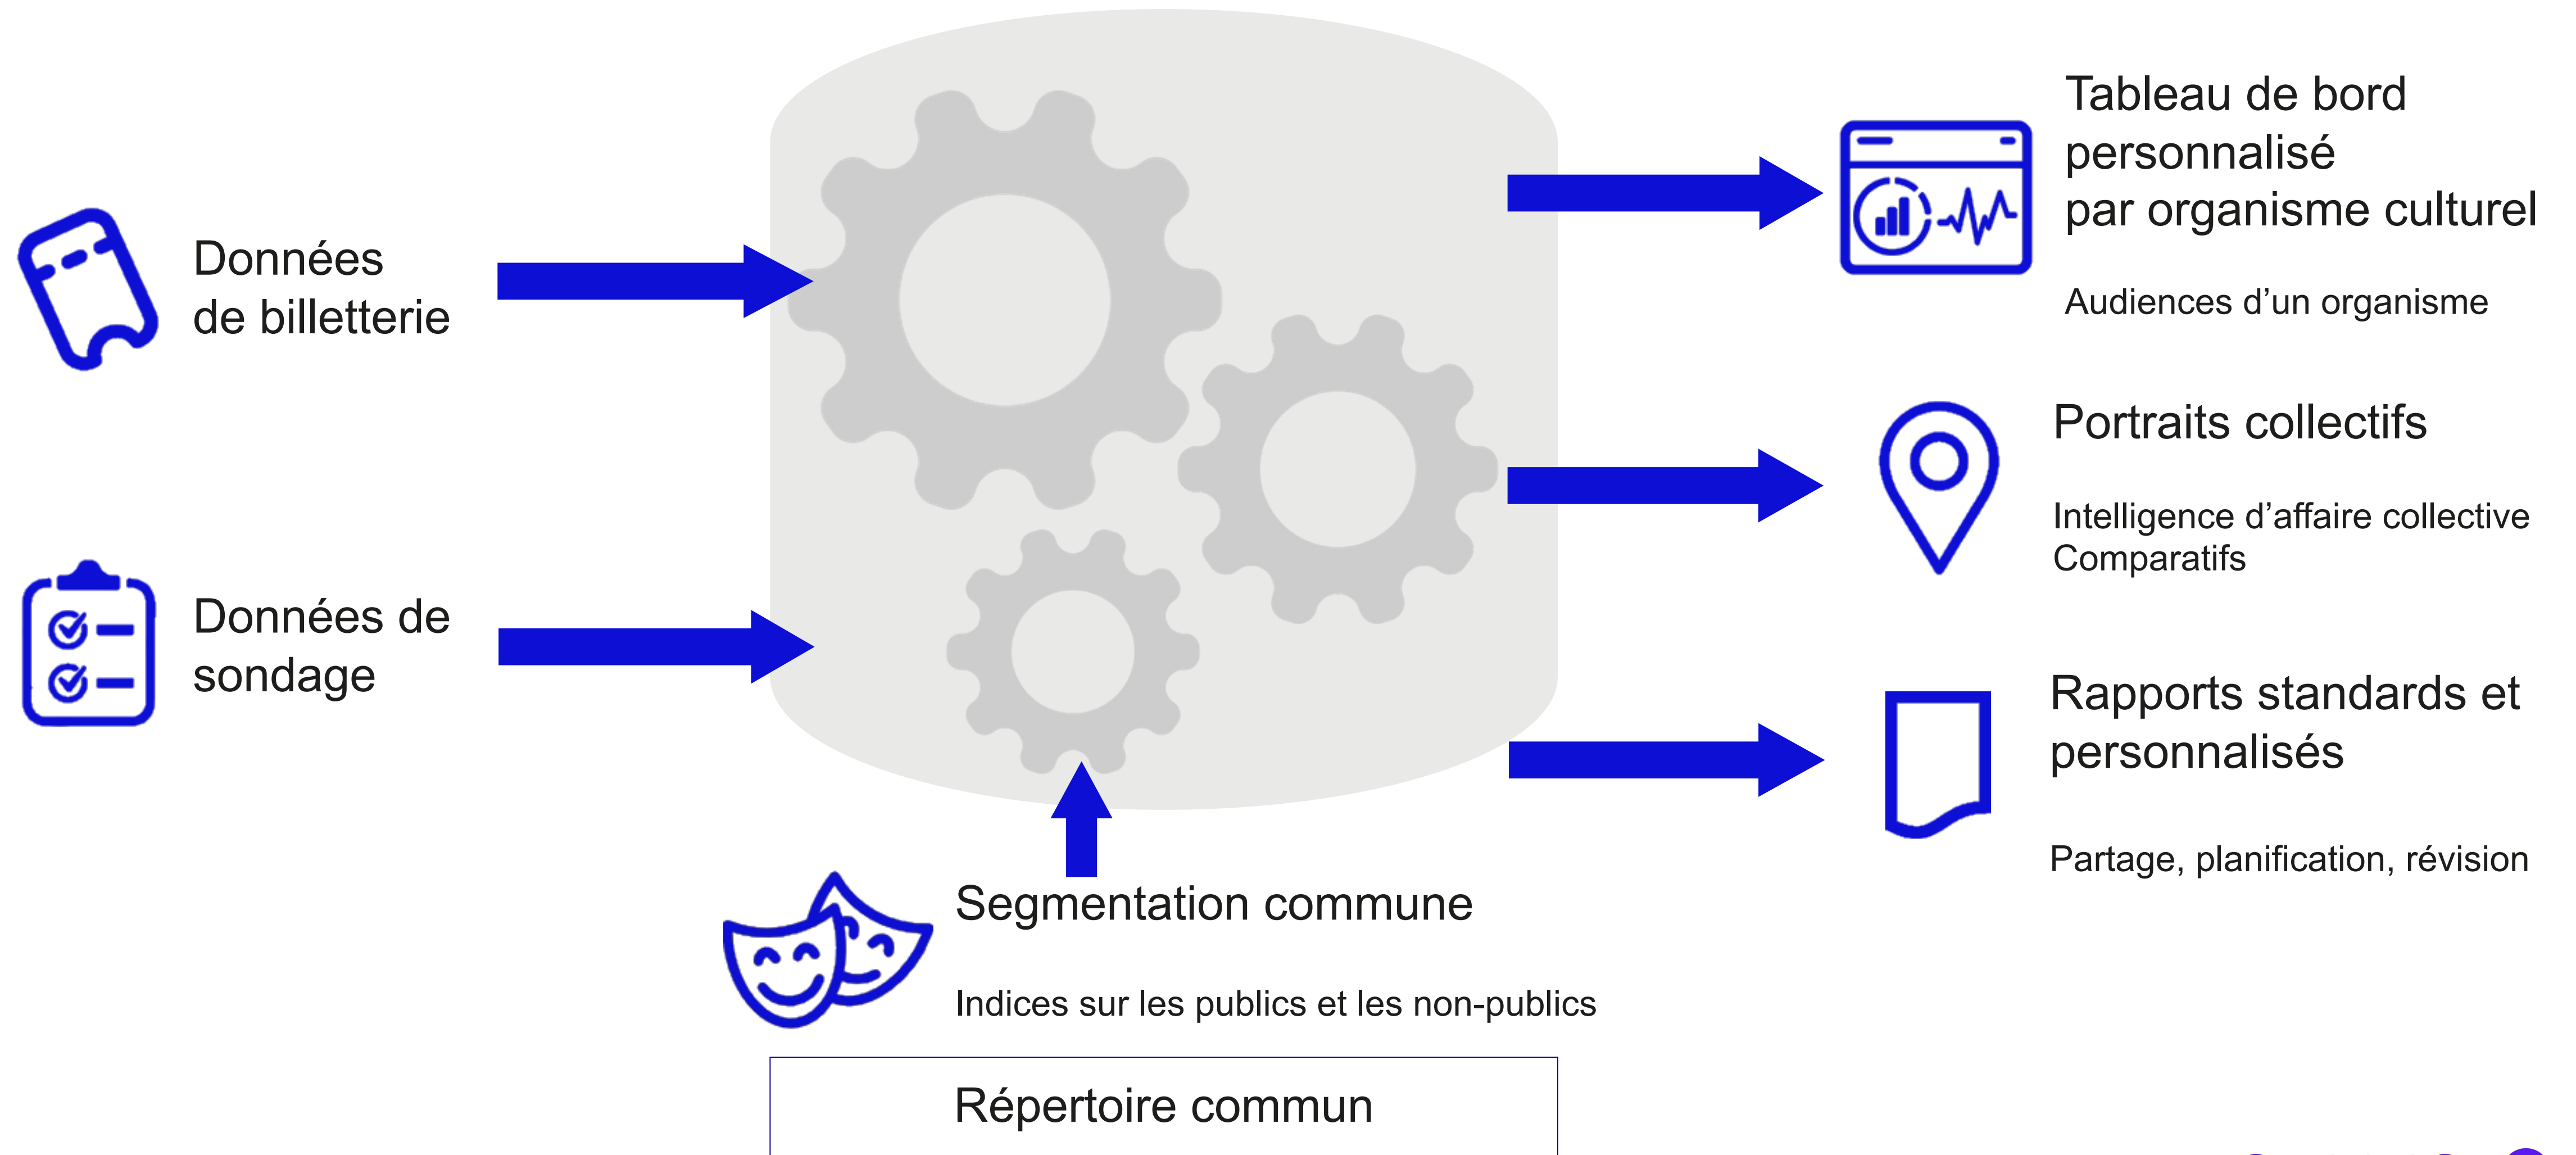 Données
de billetterie
Données de
sondage
Segmentation commune
Indices sur les publics et les non-publics
Répertoire commun
Tableau de bord
personnalisé
par organisme culturel
Audiences d’un organisme
Portraits collectifs
Intelligence d’affaire collective
Comparatifs
Rapports standards et
personnalisés
Partage, planification, révision